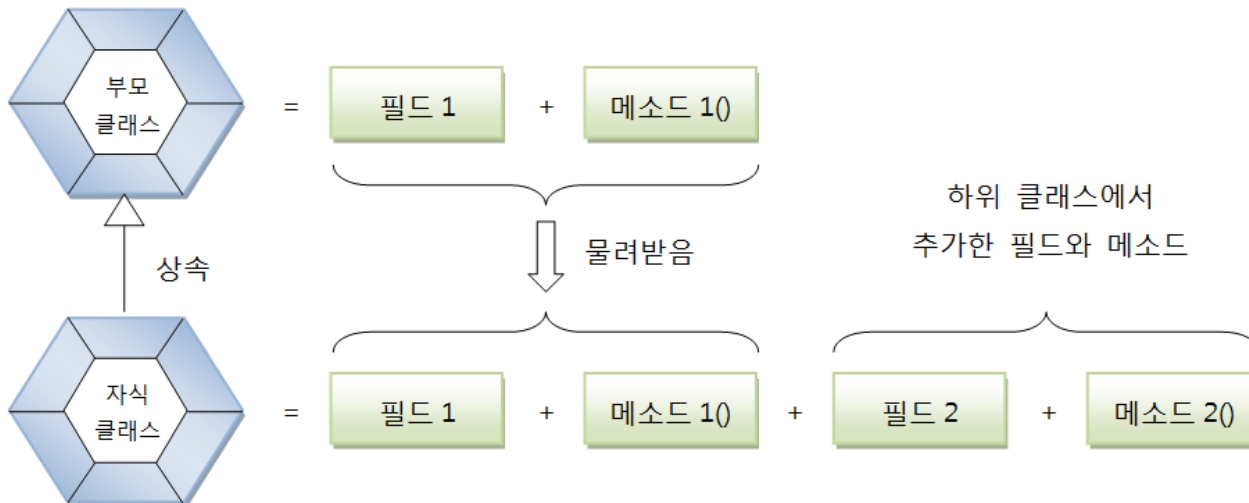 부모
클래스
= 필드 1 + 메소드 1()
하위 클래스에서
추가한 필드와 메소드
물려받음
상속
자식
클래스
= 필드 1 + 메소드 1() + 필드 2 + 메소드 2()